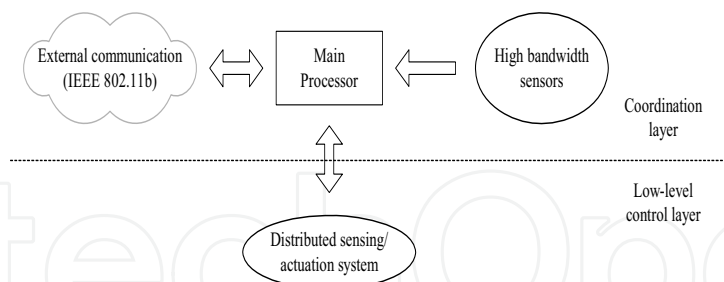 External communication
(IEEE 802.11b)
Main
Processor
High bandwidth
sensors
Coordination
layer
Low-level
control layer
Distributed sensing/
actuation system